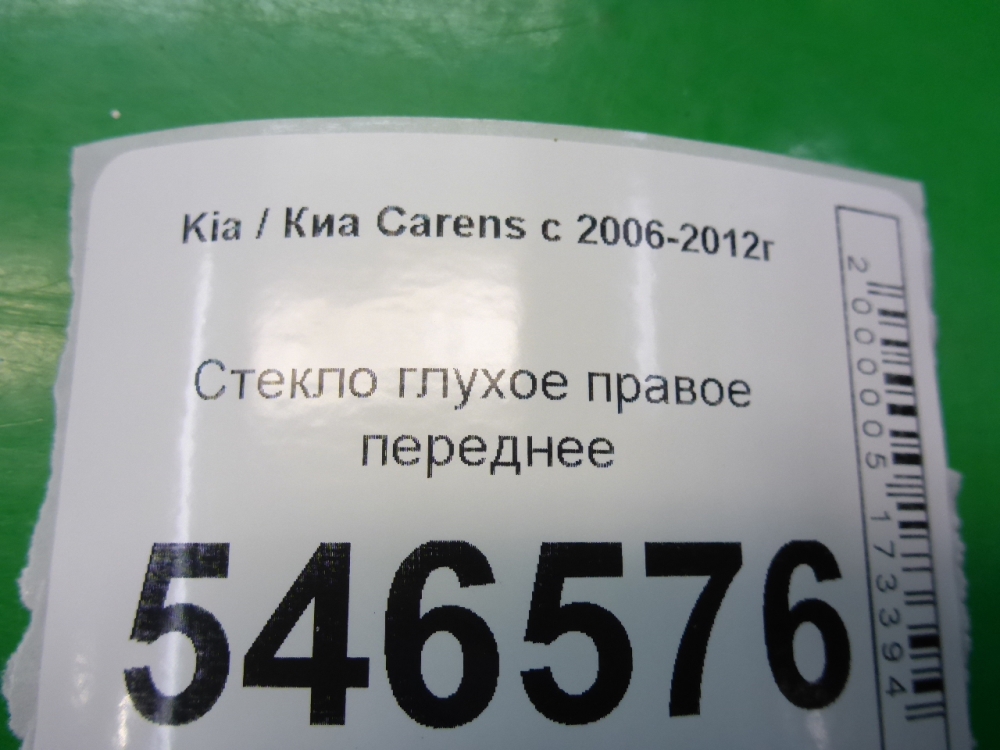 Kia / Киа Carens с 2006-2012г
Стекло глухое правое
переднее
546576
2000005173394